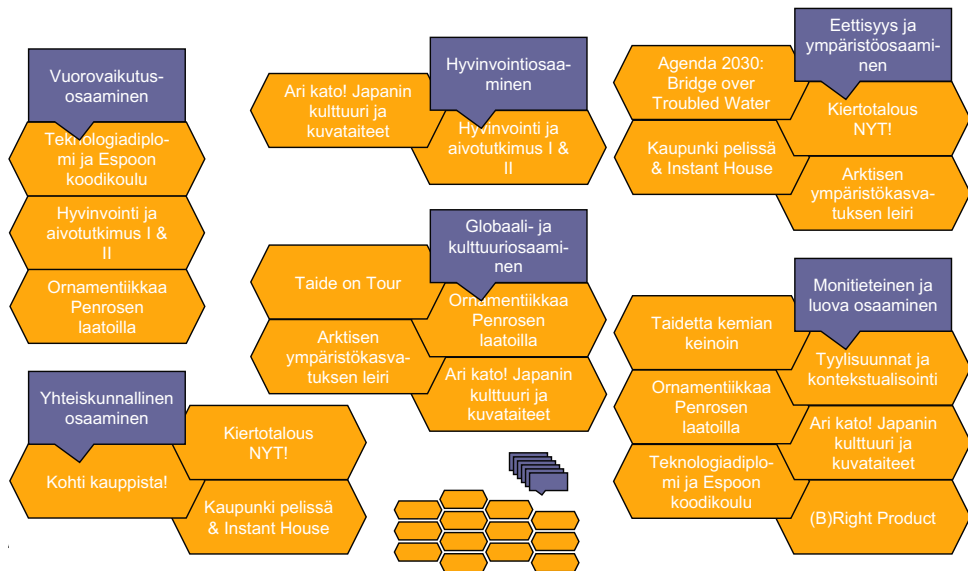 Vuorovaikutus-
osaaminen
Teknologiadiplo-
mi ja Espoon
koodikoulu
Hyvinvointi ja
aivotutkimus I &
II
Ornamentiikkaa
Penrosen
laatoilla
Ari kato! Japanin
kulttuuri ja
kuvataiteet
Hyvinvointiosaa-
minen
Hyvinvointi ja
aivotutkimus I &
II
Agenda 2030:
Bridge over
Troubled Water
Eettisyys ja
ympäristöosaami
nen
Kiertotalous
NYT!
Kaupunki pelissä
& Instant House
Arktisen
ympäristökasva-
tuksen leiri
Globaali- ja
kulttuuriosaami-
nen
Taide on Tour
Ornamentiikkaa
Penrosen
laatoilla
Arktisen
ympäristökasva-
tuksen leiri
Ari kato! Japanin
kulttuuri ja
kuvataiteet
Yhteiskunnallinen
osaaminen
Kiertotalous
NYT!
Kohti kauppista!
Kaupunki pelissä
& Instant House
Monitieteinen ja
luova osaaminen
Taidetta kemian
keinoin
Tyylisuunnat ja
kontekstualisointi
Ornamentiikkaa
Penrosen
laatoilla
Ari kato! Japanin
kulttuuri ja
kuvataiteet
Teknologiadiplo-
mi ja Espoon
koodikoulu
(B)Right Product